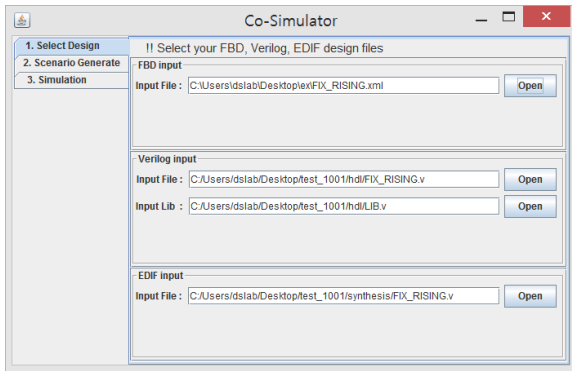 Co-Simulator
1. Select Design
2. Scenario Generate
3. Simulation
!! Select your FBD, Verilog, EDIF design files
FBD input
Input File : C:\Users\dslab\Desktop\ex\FIX_RISING.xml Open
Verilog input
Input File : C:/Users/dslab/Desktop/test_1001/hdl/FIX_RISING.v Open
Input Lib : C:/Users/dslab/Desktop/test_1001/hdl/LIB.v Open
EDIF input
Input File : C:/Users/dslab/Desktop/test_1001/synthesis/FIX_RISING.v Open